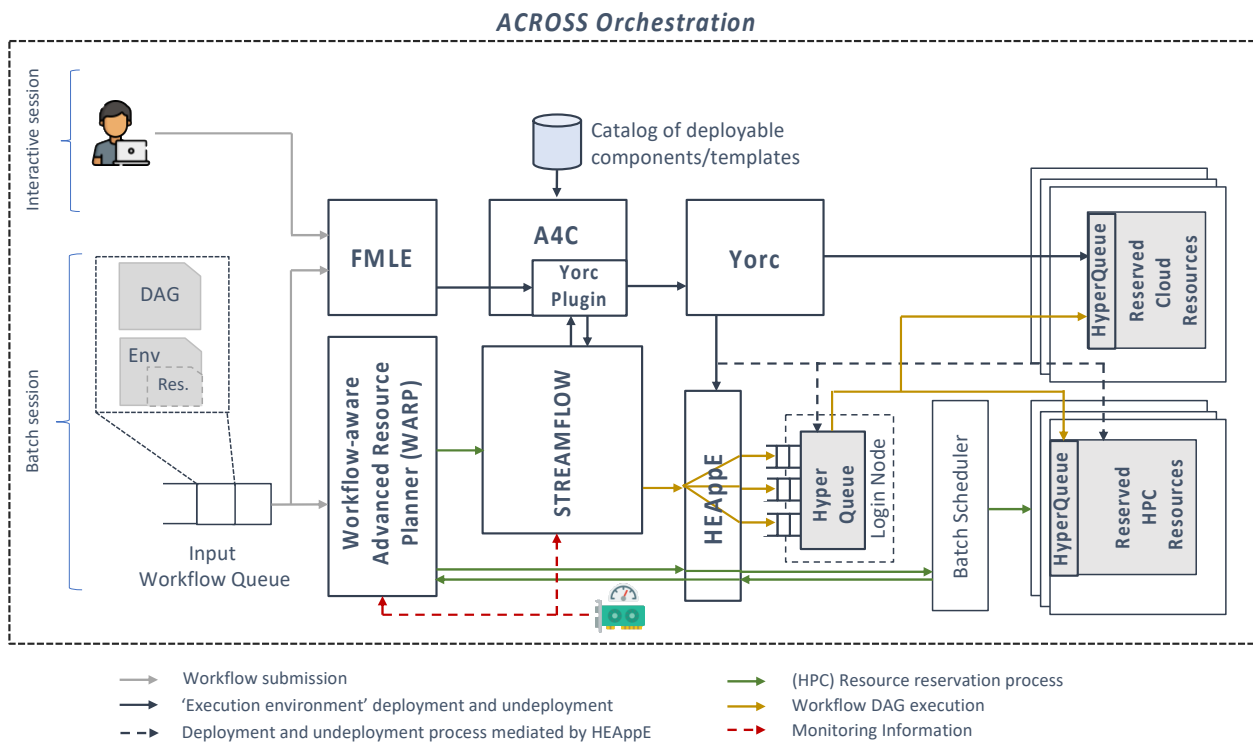 ACROSS Orchestration
Interactive session
Catalog of deployable
components/templates
FMLE
A4C
Yorc
Plugin
Yorc
HyperQueue
Reserved
Cloud
Resources
Batch session
DAG
Env
Res.
Input
Workflow Queue
Workflow-aware
Advanced Resource
Planner (WARP)
STREAMFLOW
HEAppE
Hyper
Queue
Login Node
Batch Scheduler
HyperQueue
Reserved
HPC
Resources
Workflow submission
‘Execution environment’ deployment and undeployment
Deployment and undeployment process mediated by HEAppE
(HPC) Resource reservation process
Workflow DAG execution
Monitoring Information